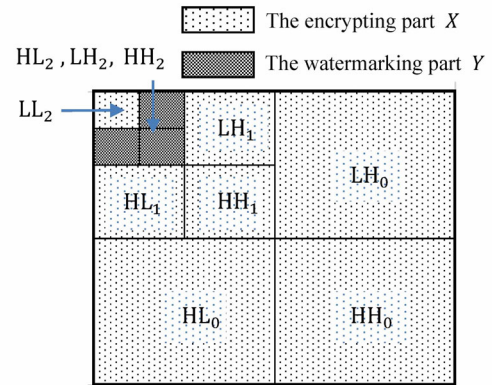 The encrypting part X
HL₂ , LH₂, HH₂
The watermarking part Y
LL₂
LH₁
LH₀
HL₁
HH₁
HL₀
HH₀